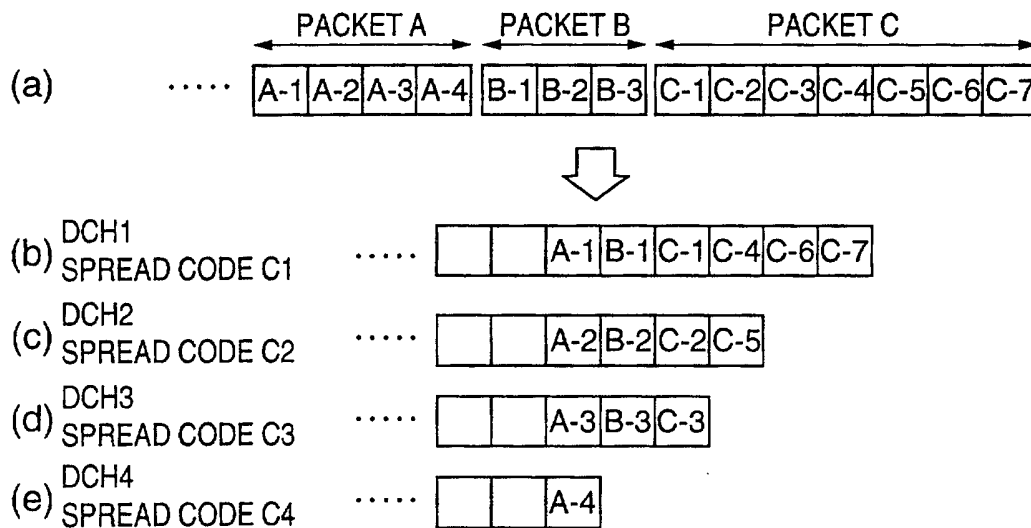 PACKET A PACKET B PACKET C
(a) ····· A-1 A-2 A-3 A-4 B-1 B-2 B-3 C-1 C-2 C-3 C-4 C-5 C-6 C-7
(b) DCH1
SPREAD CODE C1 ····· A-1 B-1 C-1 C-4 C-6 C-7
(c) DCH2
SPREAD CODE C2 ····· A-2 B-2 C-2 C-5
(d) DCH3
SPREAD CODE C3 ····· A-3 B-3 C-3
(e) DCH4
SPREAD CODE C4 ····· A-4